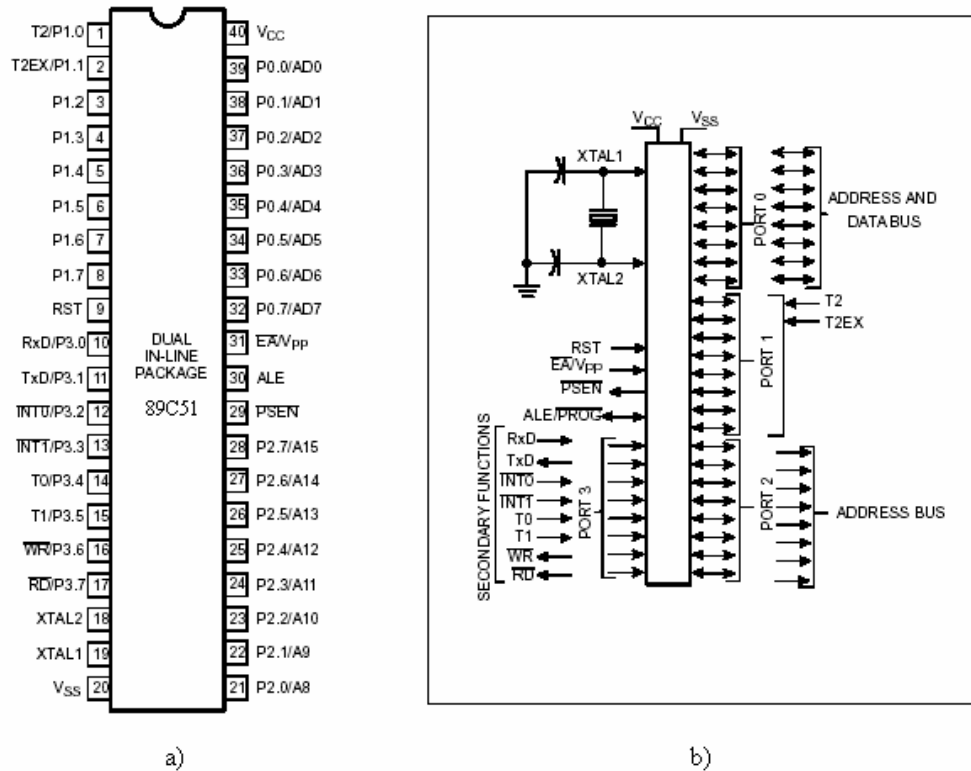 T2/P1.0 1
T2EX/P1.1 2
P1.2 3
P1.3 4
P1.4 5
P1.5 6
P1.6 7
P1.7 8
RST 9
RxD/P3.0 10
TxD/P3.1 11
INT0/P3.2 12
INT1/P3.3 13
T0/P3.4 14
T1/P3.5 15
WR/P3.6 16
RD/P3.7 17
XTAL2 18
XTAL1 19
VSS 20
DUAL
IN-LINE
PACKAGE
89C51
40 VCC
39 P0.0/AD0
38 P0.1/AD1
37 P0.2/AD2
36 P0.3/AD3
35 P0.4/AD4
34 P0.5/AD5
33 P0.6/AD6
32 P0.7/AD7
31 EA/VPP
30 ALE
29 PSEN
28 P2.7/A15
27 P2.6/A14
26 P2.5/A13
25 P2.4/A12
24 P2.3/A11
23 P2.2/A10
22 P2.1/A9
21 P2.0/A8
a)
VCC
VSS
XTAL1
XTAL2
RST
EA/VPP
PSEN
ALE/PROG
SECONDARY FUNCTIONS
RxD
TxD
INT0
INT1
T0
T1
WR
RD
PORT 3
PORT 0
ADDRESS AND
DATA BUS
PORT 1
T2
T2EX
PORT 2
ADDRESS BUS
b)